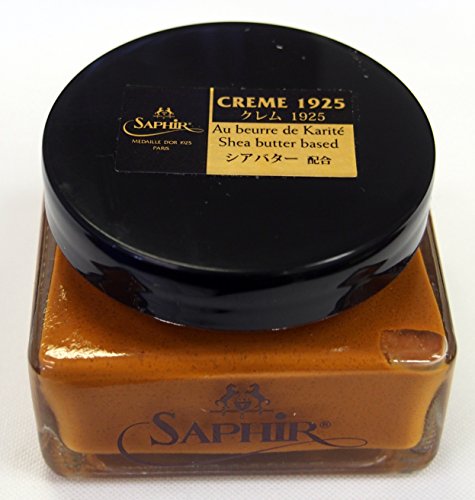 SAPHIR®
MEDAILLE D'OR 1925
PARIS
CREME 1925
クレム 1925
Au beurre de Karité
Shea butter based
シアバター 配合
SAPHIR®